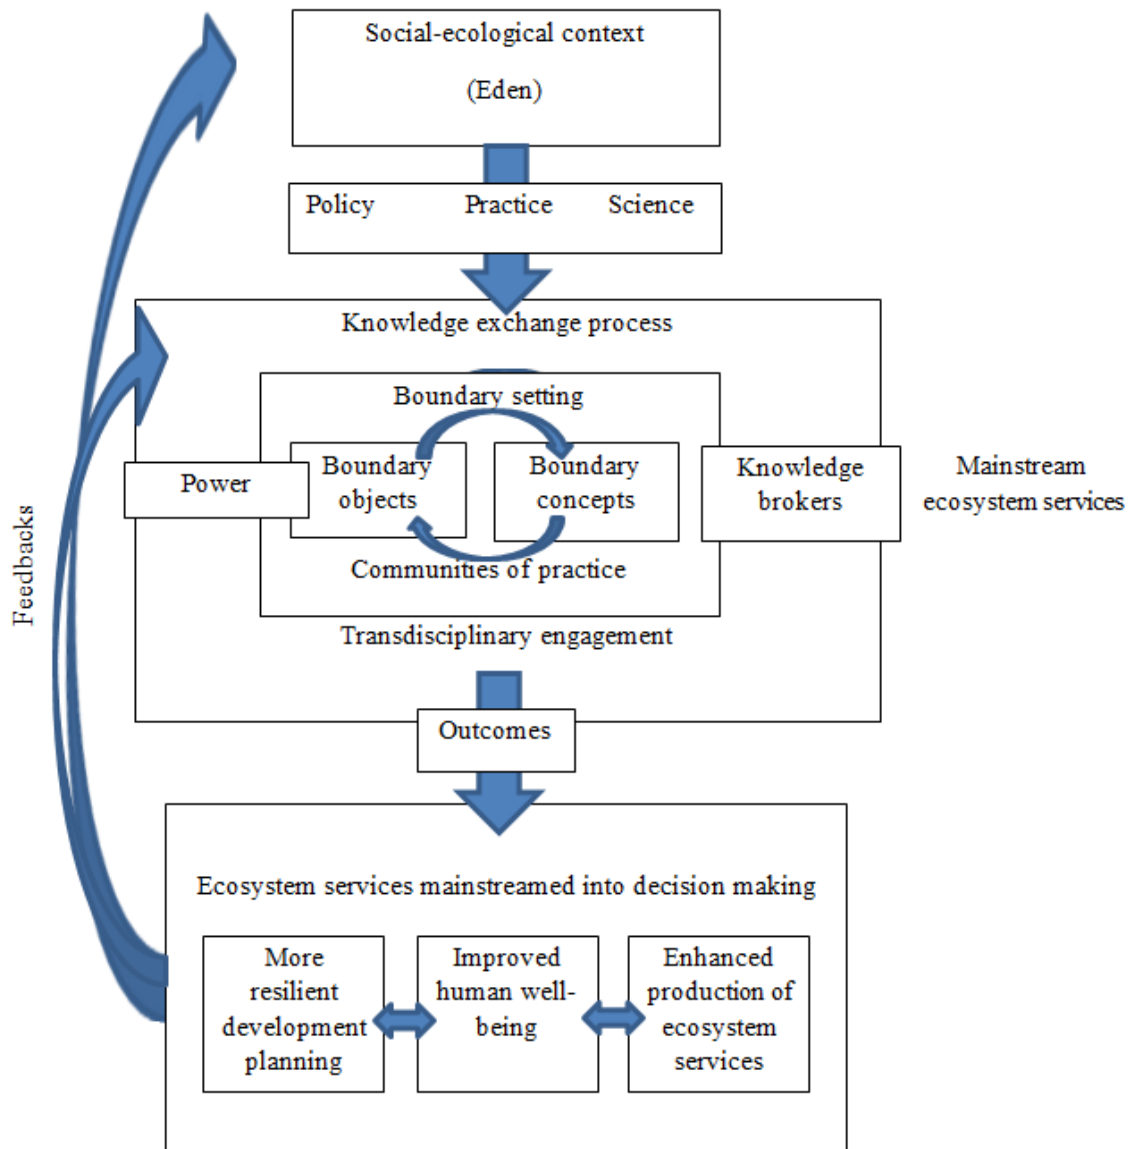 Social-ecological context
(Eden)
Policy Practice Science
Knowledge exchange process
Boundary setting
Power
Boundary
objects
Boundary
concepts
Knowledge
brokers
Mainstream
ecosystem services
Communities of practice
Transdisciplinary engagement
Feedbacks
Outcomes
Ecosystem services mainstreamed into decision making
More
resilient
development
planning
Improved
human well-
being
Enhanced
production of
ecosystem
services